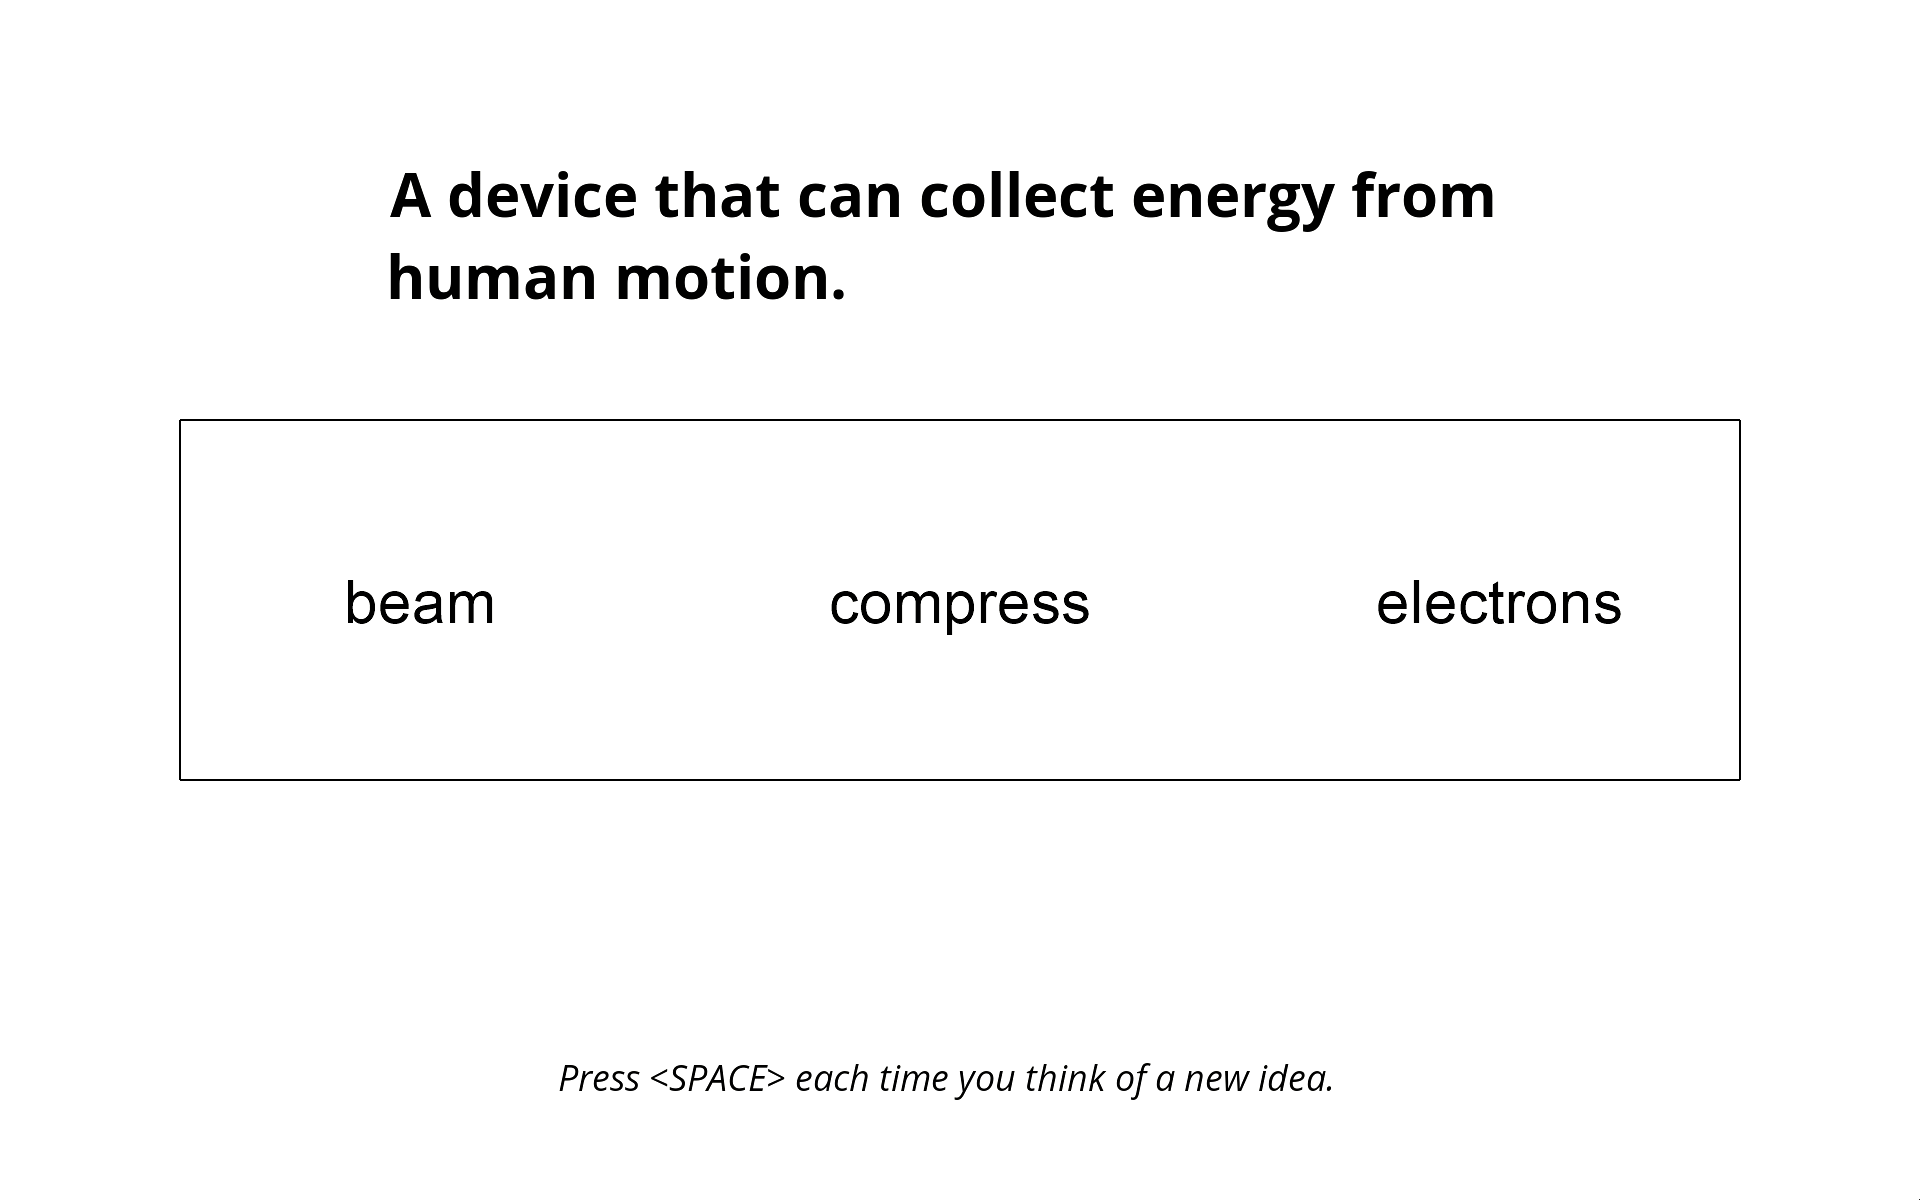 A device that can collect energy from
human motion.
beam compress electrons
Press <SPACE> each time you think of a new idea.